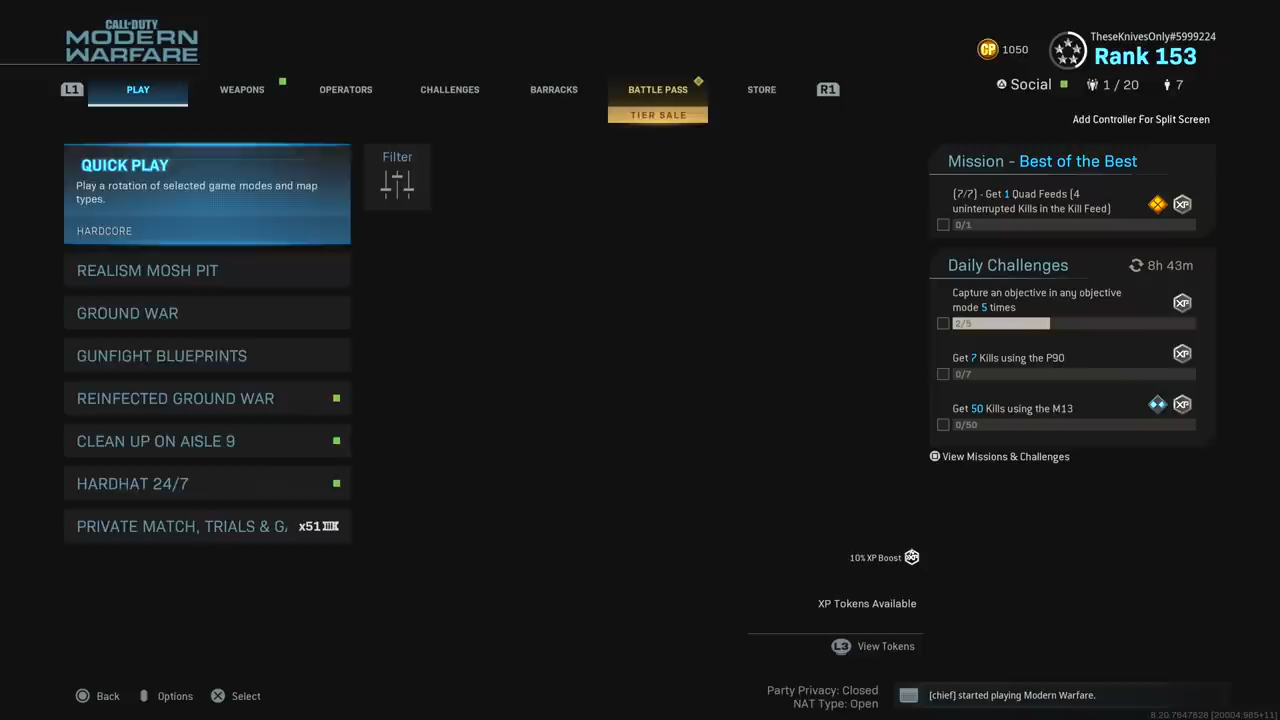 CALL OF DUTY
MODERN
WARFARE
CP 1050
TheseKnivesOnly#5999224
Rank 153
L1
PLAY
WEAPONS
OPERATORS
CHALLENGES
BARRACKS
BATTLE PASS
TIER SALE
STORE
R1
Social
1 / 20
7
Add Controller For Split Screen
QUICK PLAY
Play a rotation of selected game modes and map
types.
HARDCORE
Filter
REALISM MOSH PIT
GROUND WAR
GUNFIGHT BLUEPRINTS
REINFECTED GROUND WAR
CLEAN UP ON AISLE 9
HARDHAT 24/7
PRIVATE MATCH, TRIALS & GA x51
Mission - Best of the Best
(7/7) - Get 1 Quad Feeds (4
uninterrupted Kills in the Kill Feed)
XP
0/1
Daily Challenges
8h 43m
Capture an objective in any objective
mode 5 times
XP
2/5
Get 7 Kills using the P90
XP
0/7
Get 50 Kills using the M13
XP
0/50
View Missions & Challenges
10% XP Boost
XP Tokens Available
L3 View Tokens
Back
Options
Select
Party Privacy: Closed
NAT Type: Open
[chief] started playing Modern Warfare.